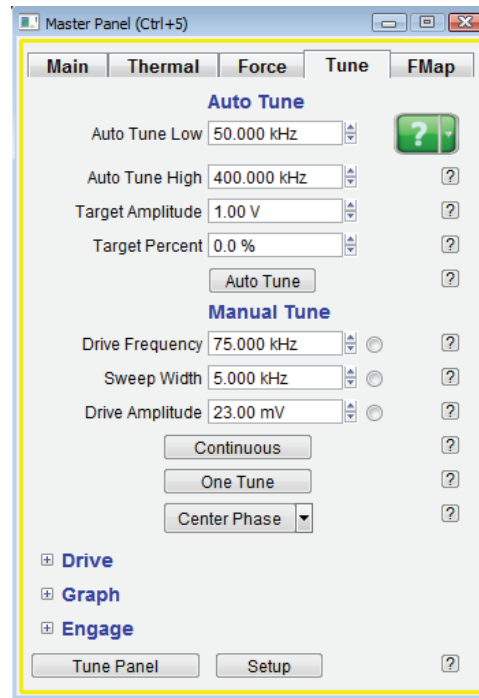 Master Panel (Ctrl+5)
Main Thermal Force Tune FMap
Auto Tune
Auto Tune Low 50.000 kHz ?
Auto Tune High 400.000 kHz ?
Target Amplitude 1.00 V ?
Target Percent 0.0 % ?
Auto Tune ?
Manual Tune
Drive Frequency 75.000 kHz ?
Sweep Width 5.000 kHz ?
Drive Amplitude 23.00 mV ?
Continuous ?
One Tune ?
Center Phase ?
Drive
Graph
Engage
Tune Panel Setup ?